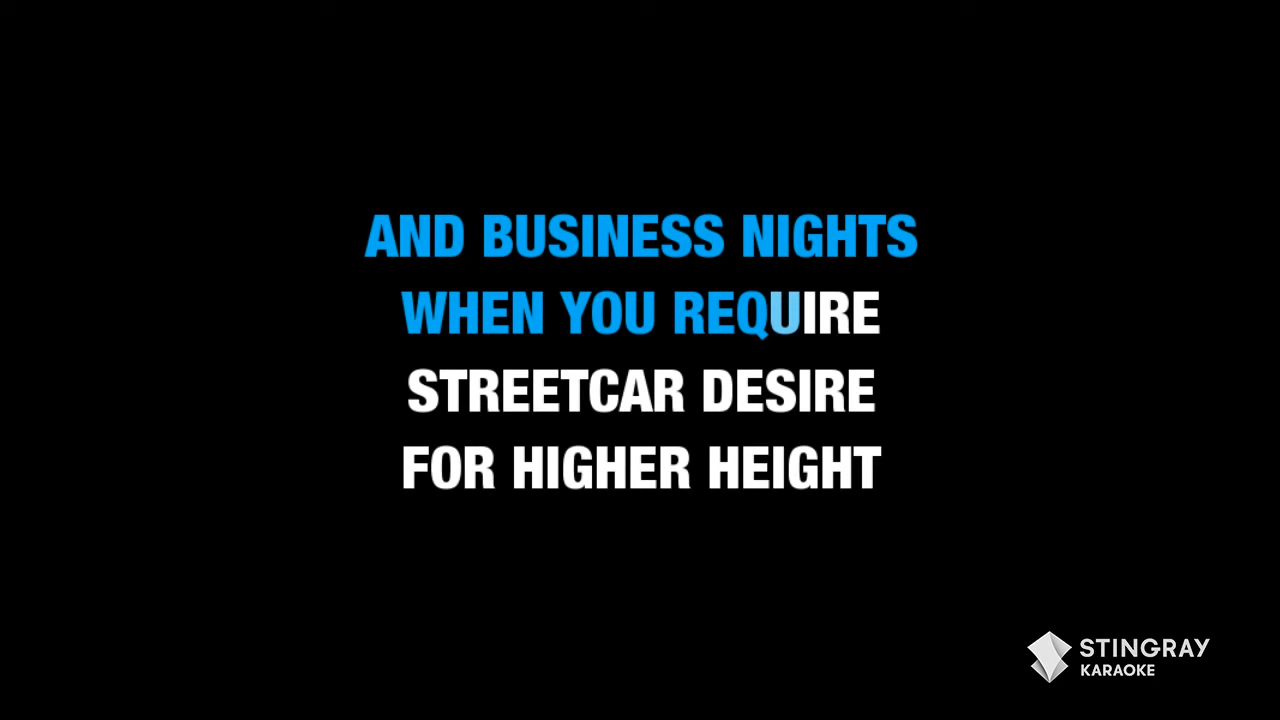 AND BUSINESS NIGHTS
WHEN YOU REQUIRE
STREETCAR DESIRE
FOR HIGHER HEIGHT
STINGRAY
KARAOKE